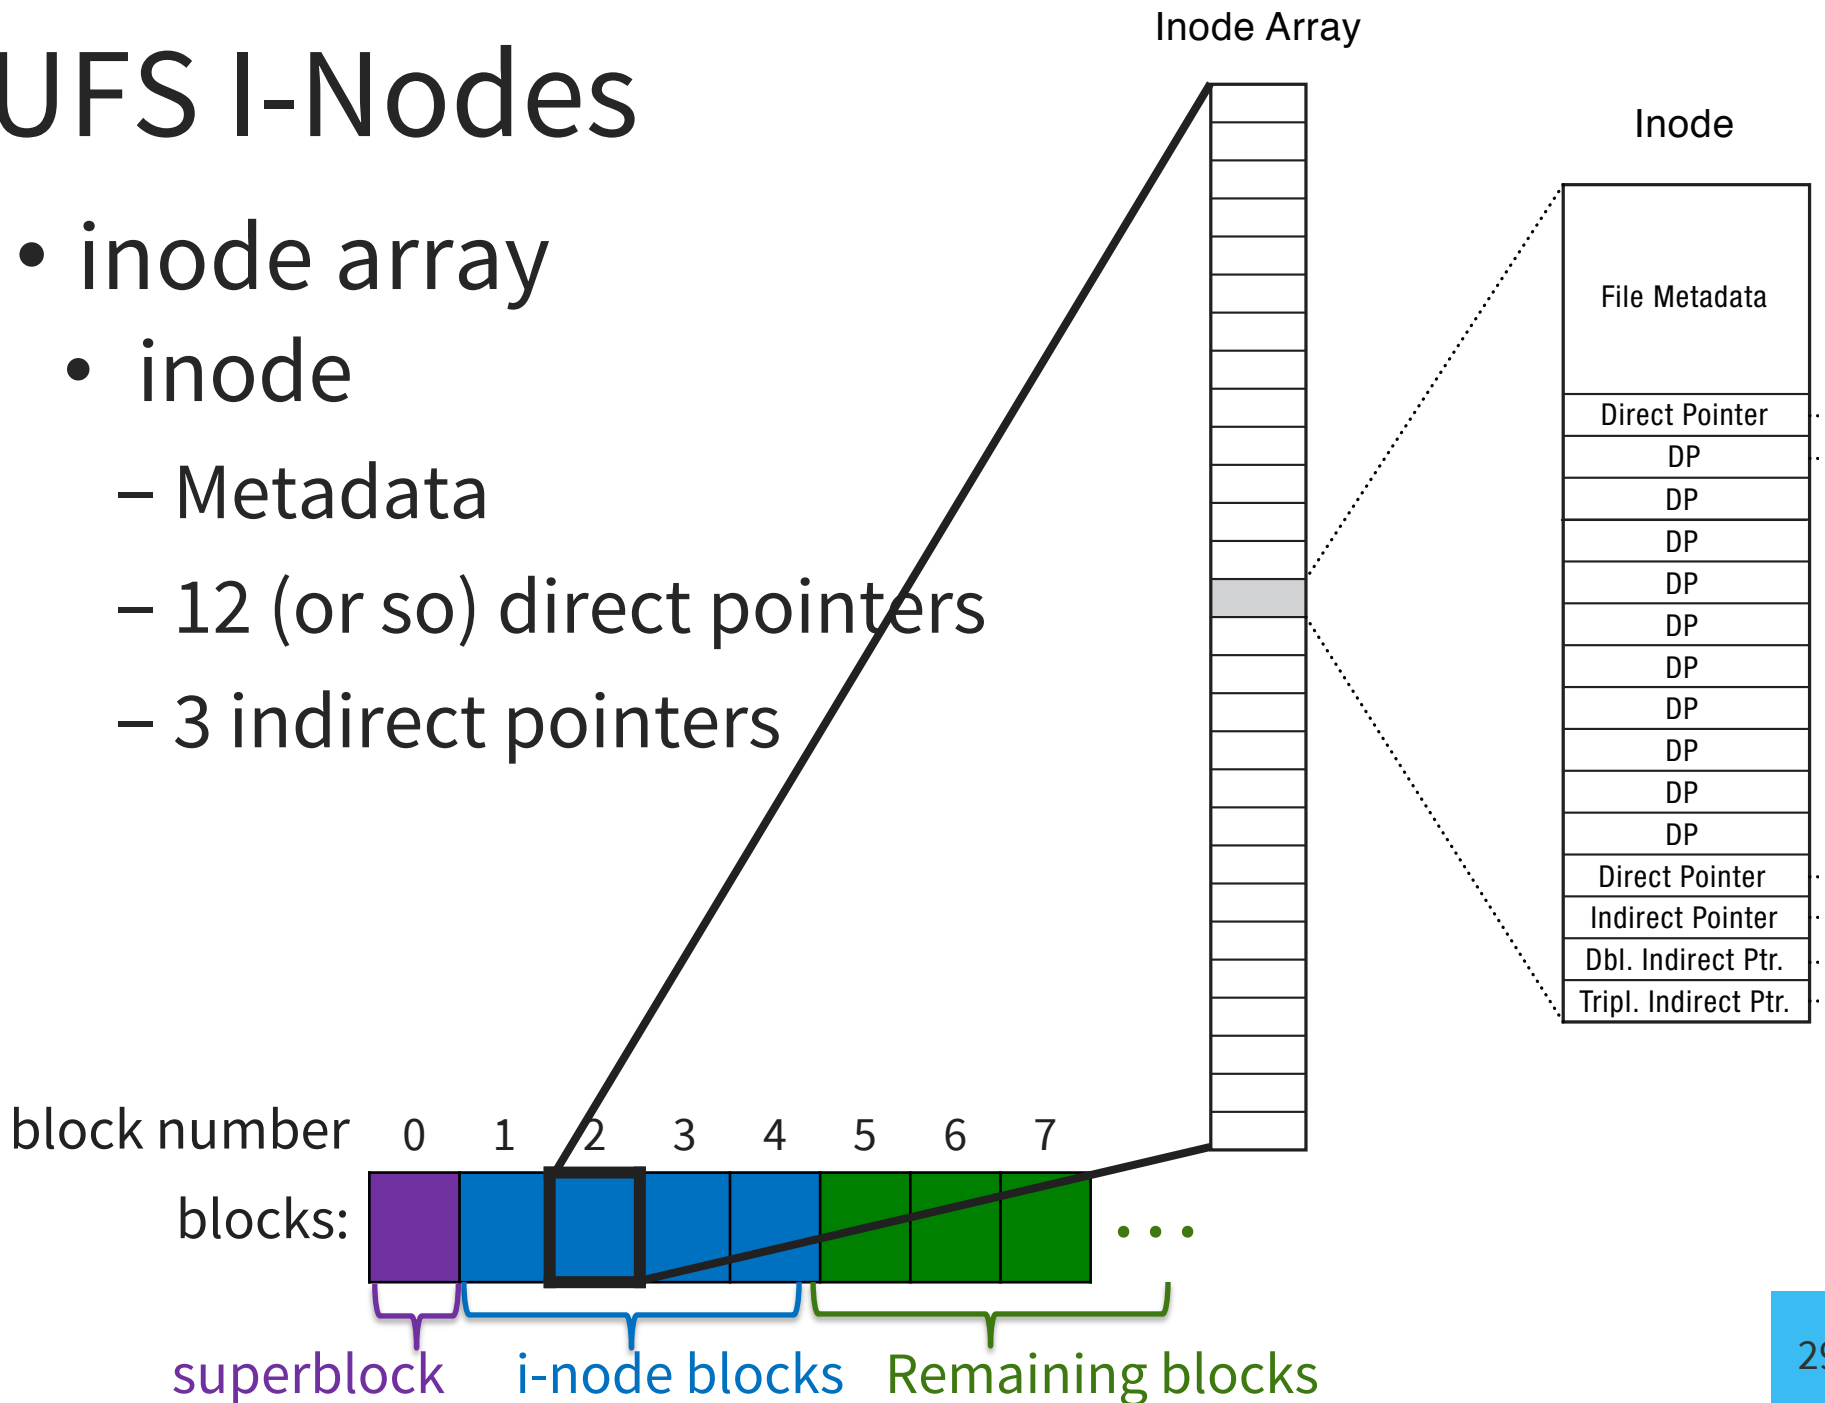 UFS I-Nodes
• inode array
• inode
– Metadata
– 12 (or so) direct pointers
– 3 indirect pointers
Inode Array
Inode
File Metadata
Direct Pointer
DP
DP
DP
DP
DP
DP
DP
DP
DP
DP
Direct Pointer
Indirect Pointer
Dbl. Indirect Ptr.
Tripl. Indirect Ptr.
block number 0 1 2 3 4 5 6 7
blocks: ...
superblock i-node blocks Remaining blocks
29